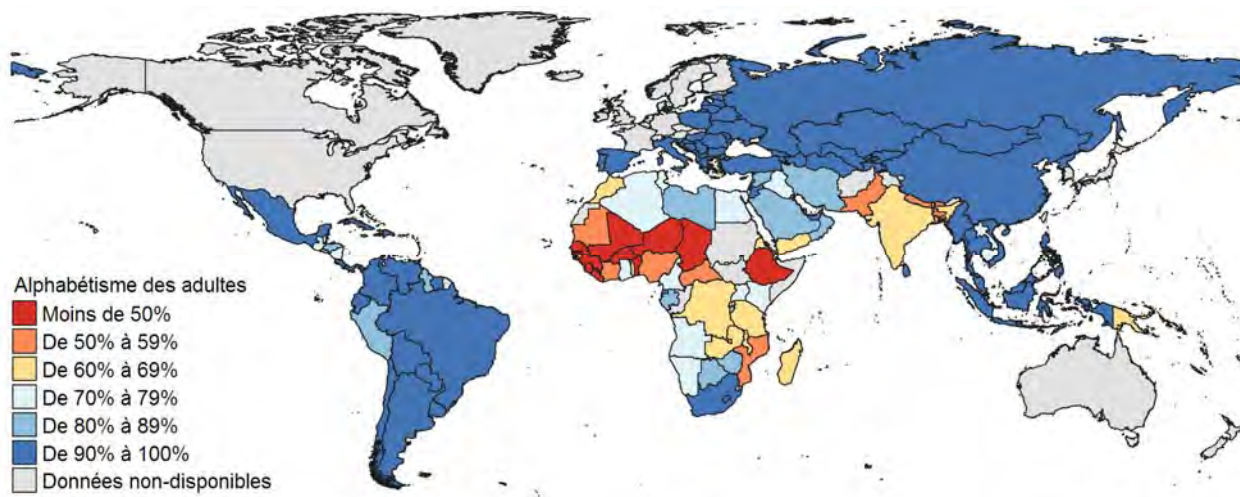 Alphabétisme des adultes
Moins de 50%
De 50% à 59%
De 60% à 69%
De 70% à 79%
De 80% à 89%
De 90% à 100%
Données non-disponibles